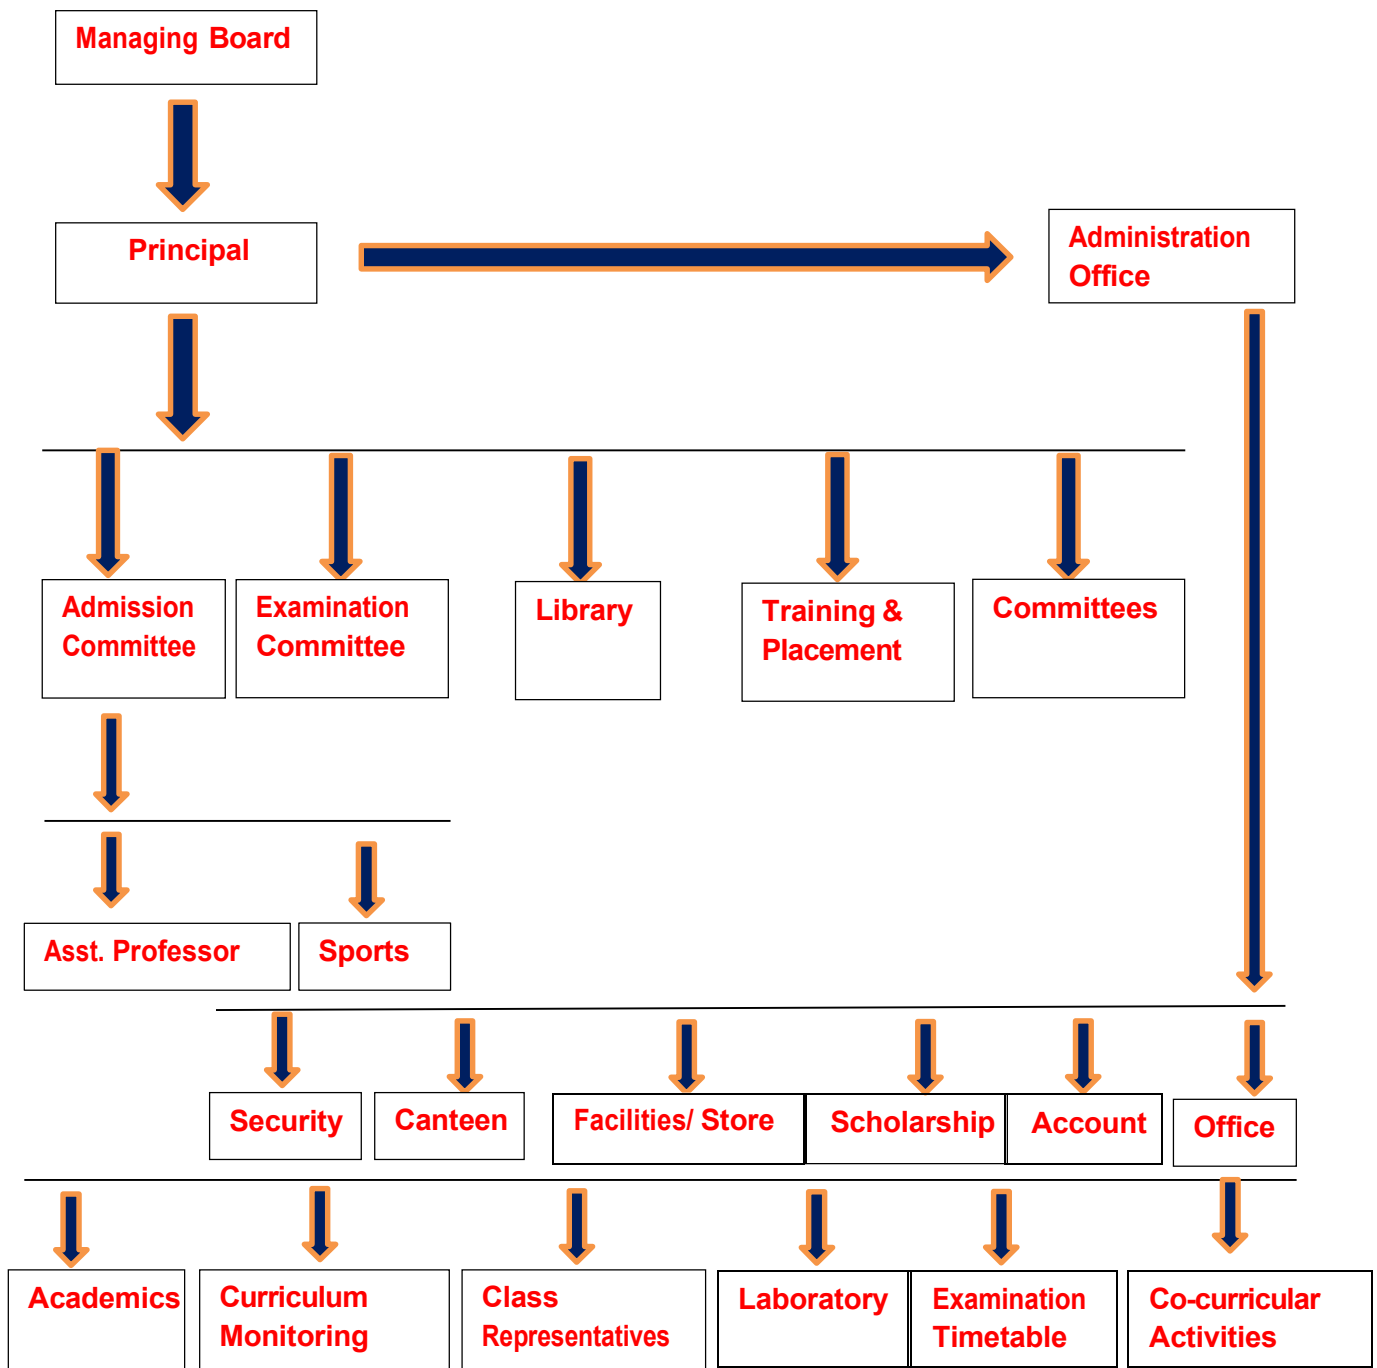 Managing Board
Principal
Administration
Office
Admission
Committee
Examination
Committee
Library
Training &
Placement
Committees
Asst. Professor
Sports
Security
Canteen
Facilities/ Store
Scholarship
Account
Office
Academics
Curriculum
Monitoring
Class
Representatives
Laboratory
Examination
Timetable
Co-curricular
Activities